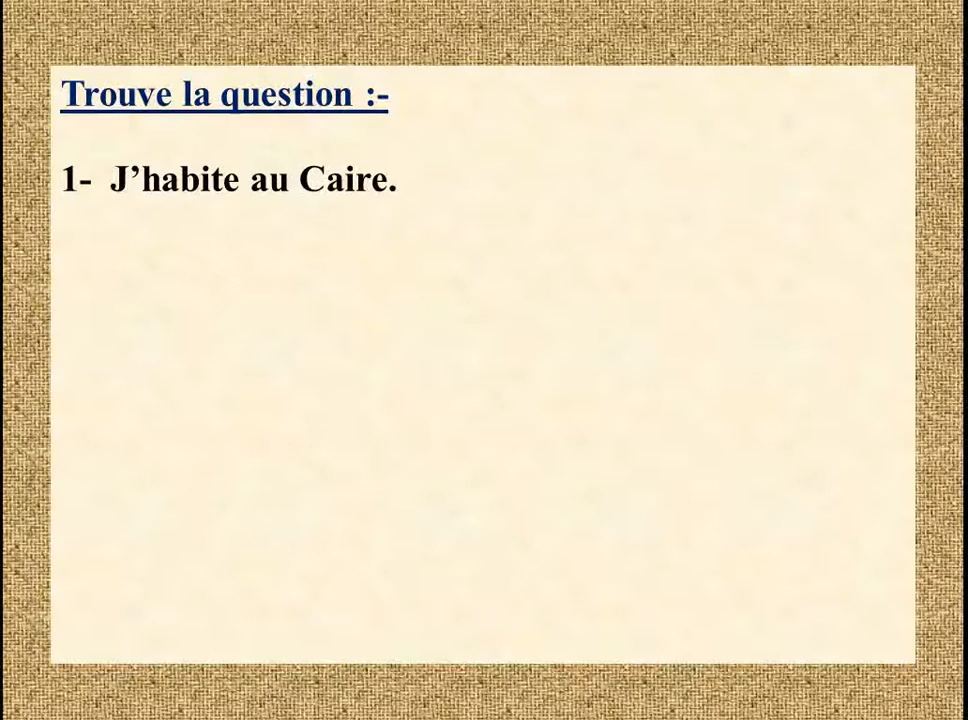 Trouve la question :-
1- J’habite au Caire.